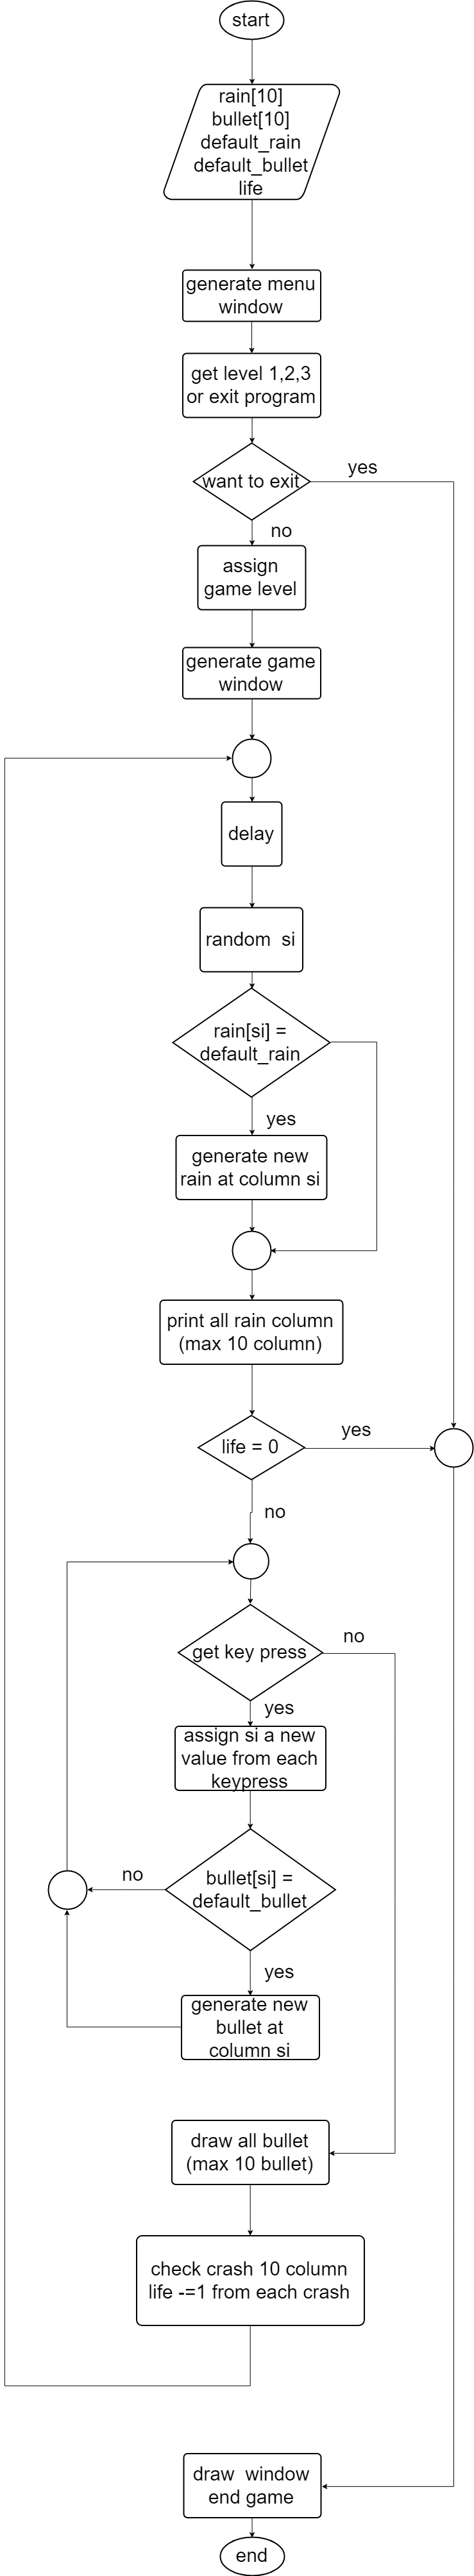 start
rain[10]
bullet[10]
default_rain
default_bullet
life
generate menu
window
get level 1,2,3
or exit program
want to exit
yes
no
assign
game level
generate game
window
delay
random  si
rain[si] =
default_rain
yes
generate new
rain at column si
print all rain column
(max 10 column)
life = 0
yes
no
get key press
no
yes
assign si a new
value from each
keypress
bullet[si] =
default_bullet
no
yes
generate new
bullet at
column si
draw all bullet
(max 10 bullet)
check crash 10 column
life -=1 from each crash
draw  window
end game
end